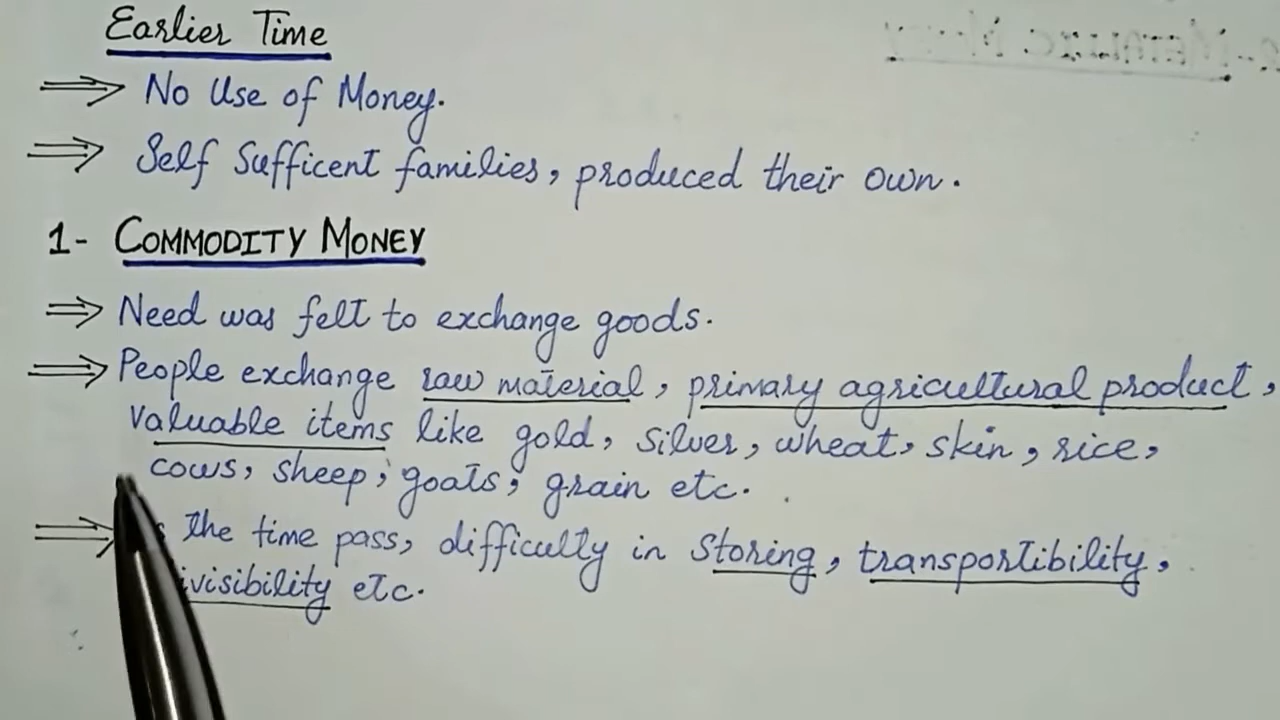 Earlier Time
⇒ No Use of Money.
⇒ Self Sufficent families, produced their own.
1- COMMODITY MONEY
⇒ Need was felt to exchange goods.
⇒ People exchange raw material, primary agricultural product,
valuable items like gold, silver, wheat, skin, rice,
cows, sheep, goats, grain etc.
⇒ the time pass, difficulty in storing, transportibility,
ivisibility etc.